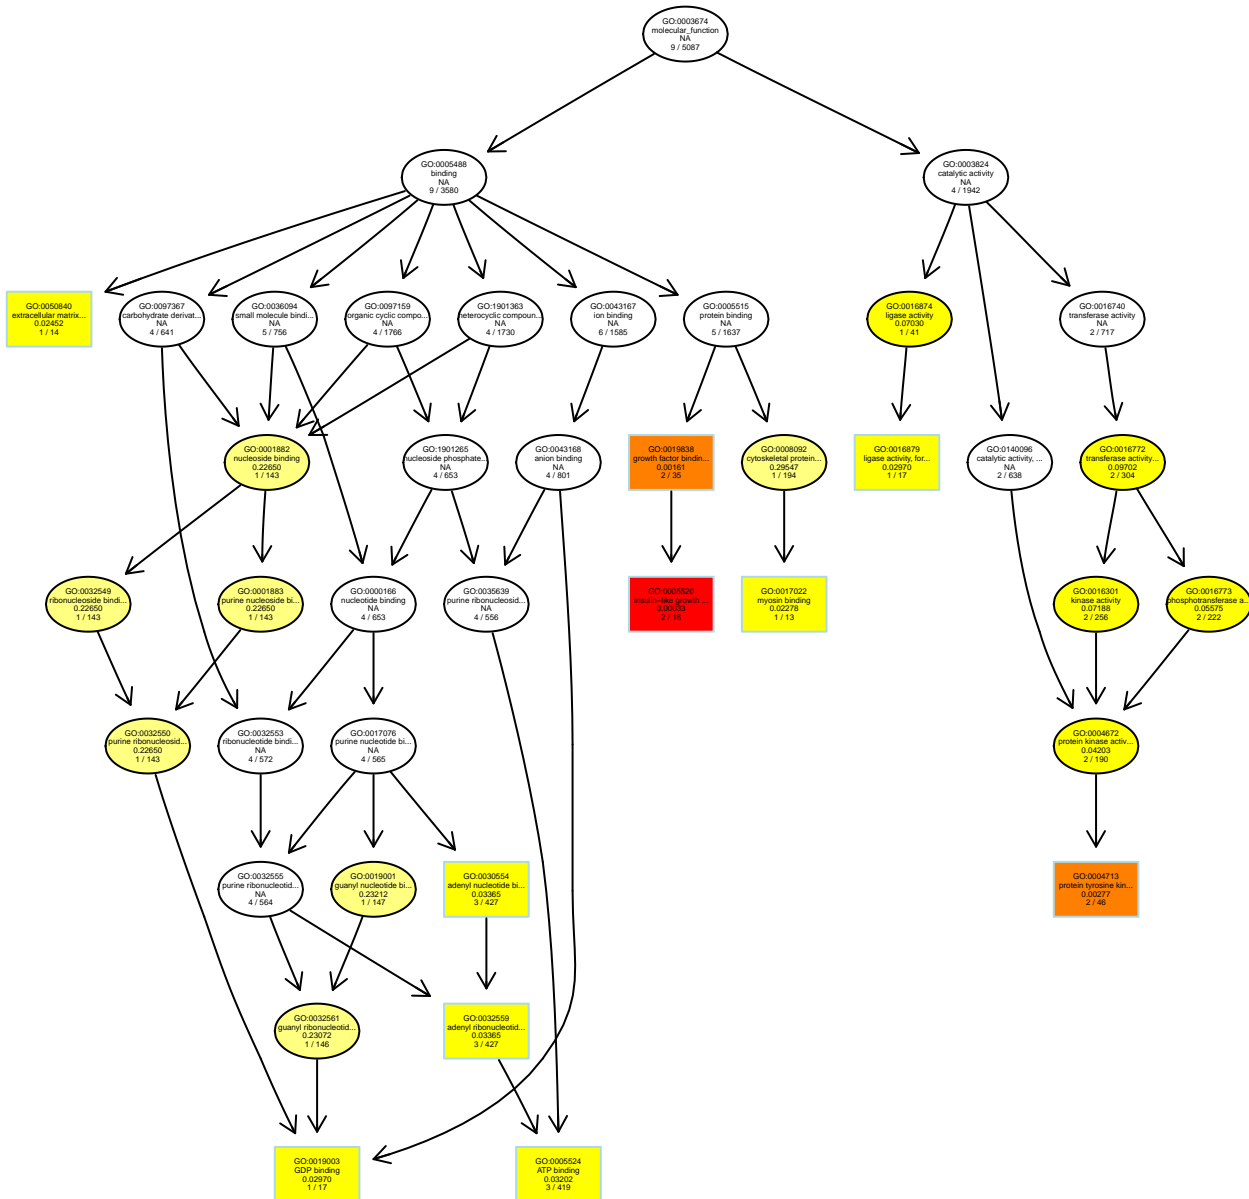 GO:0003674
molecular_function
NA
9 / 5087
GO:0005488
binding
NA
9 / 3580
GO:0003824
catalytic activity
NA
4 / 1942
GO:0050840
extracellular matrix...
0.02452
1 / 14
GO:0097367
carbohydrate derivat...
NA
4 / 641
GO:0036094
small molecule bindi...
NA
5 / 756
GO:0097159
organic cyclic compo...
NA
4 / 1766
GO:1901363
heterocyclic compoun...
NA
4 / 1730
GO:0043167
ion binding
NA
6 / 1585
GO:0005515
protein binding
NA
5 / 1637
GO:0016874
ligase activity
0.07030
1 / 41
GO:0016740
transferase activity
NA
2 / 717
GO:0001882
nucleoside binding
0.22650
1 / 143
GO:1901265
nucleoside phosphate...
NA
4 / 653
GO:0043168
anion binding
NA
4 / 801
GO:0019838
growth factor bindin...
0.00161
2 / 35
GO:0008092
cytoskeletal protein...
0.29547
1 / 194
GO:0016879
ligase activity, for...
0.02970
1 / 17
GO:0140096
catalytic activity, ...
NA
2 / 638
GO:0016772
transferase activity...
0.09702
2 / 304
GO:0032549
ribonucleoside bindi...
0.22650
1 / 143
GO:0001883
purine nucleoside bi...
0.22650
1 / 143
GO:0000166
nucleotide binding
NA
4 / 653
GO:0035639
purine ribonucleosid...
NA
4 / 556
GO:0005520
insulin−like growth ...
0.00033
2 / 16
GO:0017022
myosin binding
0.02278
1 / 13
GO:0016301
kinase activity
0.07188
2 / 256
GO:0016773
phosphotransferase a...
0.05575
2 / 222
GO:0032550
purine ribonucleosid...
0.22650
1 / 143
GO:0032553
ribonucleotide bindi...
NA
4 / 572
GO:0017076
purine nucleotide bi...
NA
4 / 565
GO:0004672
protein kinase activ...
0.04203
2 / 190
GO:0032555
purine ribonucleotid...
NA
4 / 564
GO:0019001
guanyl nucleotide bi...
0.23212
1 / 147
GO:0030554
adenyl nucleotide bi...
0.03365
3 / 427
GO:0004713
protein tyrosine kin...
0.00277
2 / 46
GO:0032561
guanyl ribonucleotid...
0.23072
1 / 146
GO:0032559
adenyl ribonucleotid...
0.03365
3 / 427
GO:0019003
GDP binding
0.02970
1 / 17
GO:0005524
ATP binding
0.03202
3 / 419